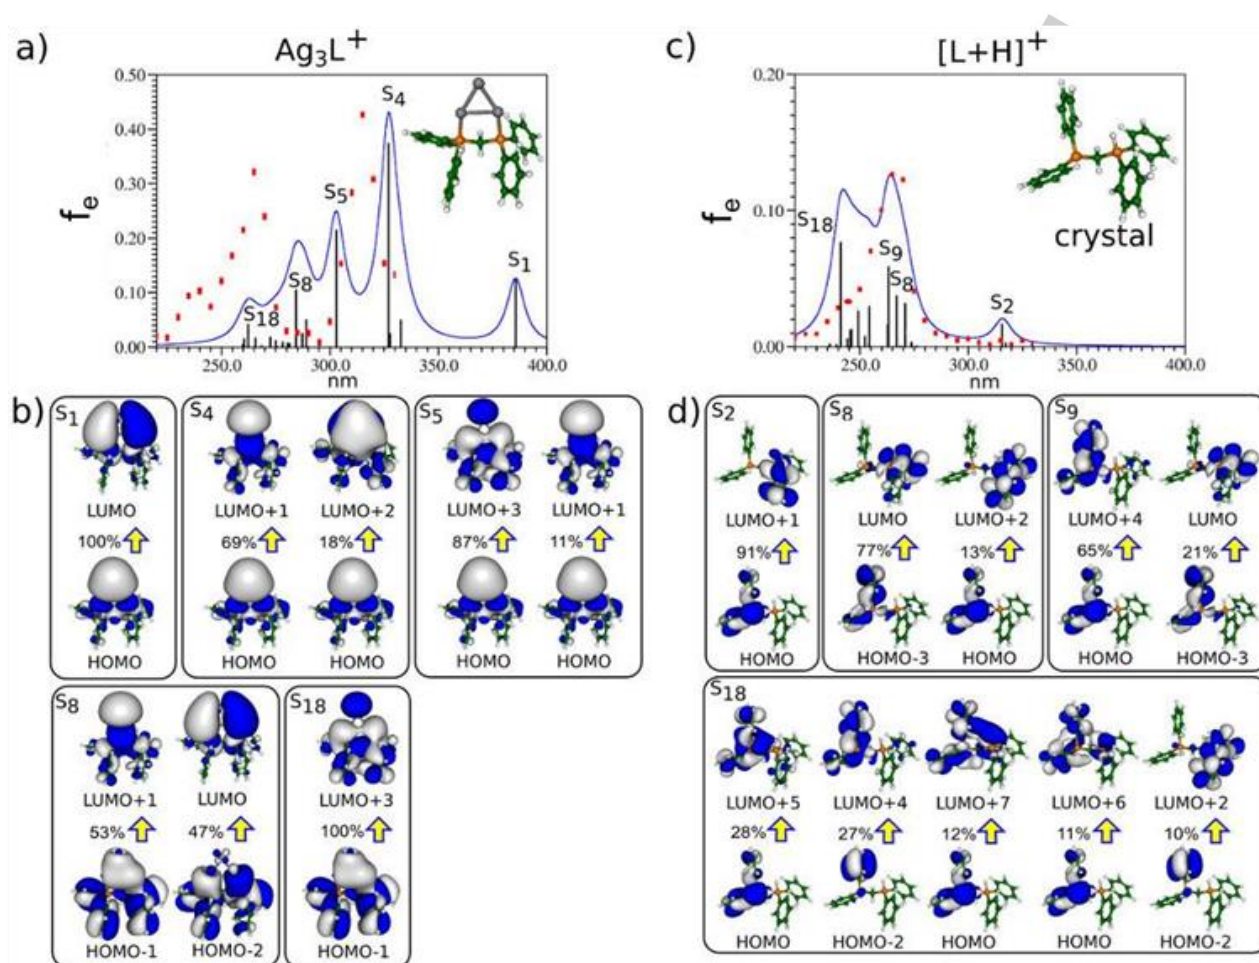 a)
Ag₃L⁺
0.50
0.40
0.30
0.20
0.10
0.00
fₑ
S₄
S₅
S₁
S₈
S₁₈
250.0 300.0 350.0 400.0
nm
c)
[L+H]⁺
0.20
0.10
0.00
fₑ
S₁₈
S₉
S₈
S₂
crystal
250.0 300.0 350.0 400.0
nm
b)
S₁
LUMO
100%
HOMO
S₄
LUMO+1 LUMO+2
69% 18%
HOMO HOMO
S₅
LUMO+3 LUMO+1
87% 11%
HOMO HOMO
S₈
LUMO+1 LUMO
53% 47%
HOMO-1 HOMO-2
S₁₈
LUMO+3
100%
HOMO-1
d)
S₂
LUMO+1
91%
HOMO
S₈
LUMO LUMO+2
77% 13%
HOMO-3 HOMO
S₉
LUMO+4 LUMO
65% 21%
HOMO HOMO-3
S₁₈
LUMO+5 LUMO+4 LUMO+7 LUMO+6 LUMO+2
28% 27% 12% 11% 10%
HOMO HOMO-2 HOMO HOMO HOMO-2